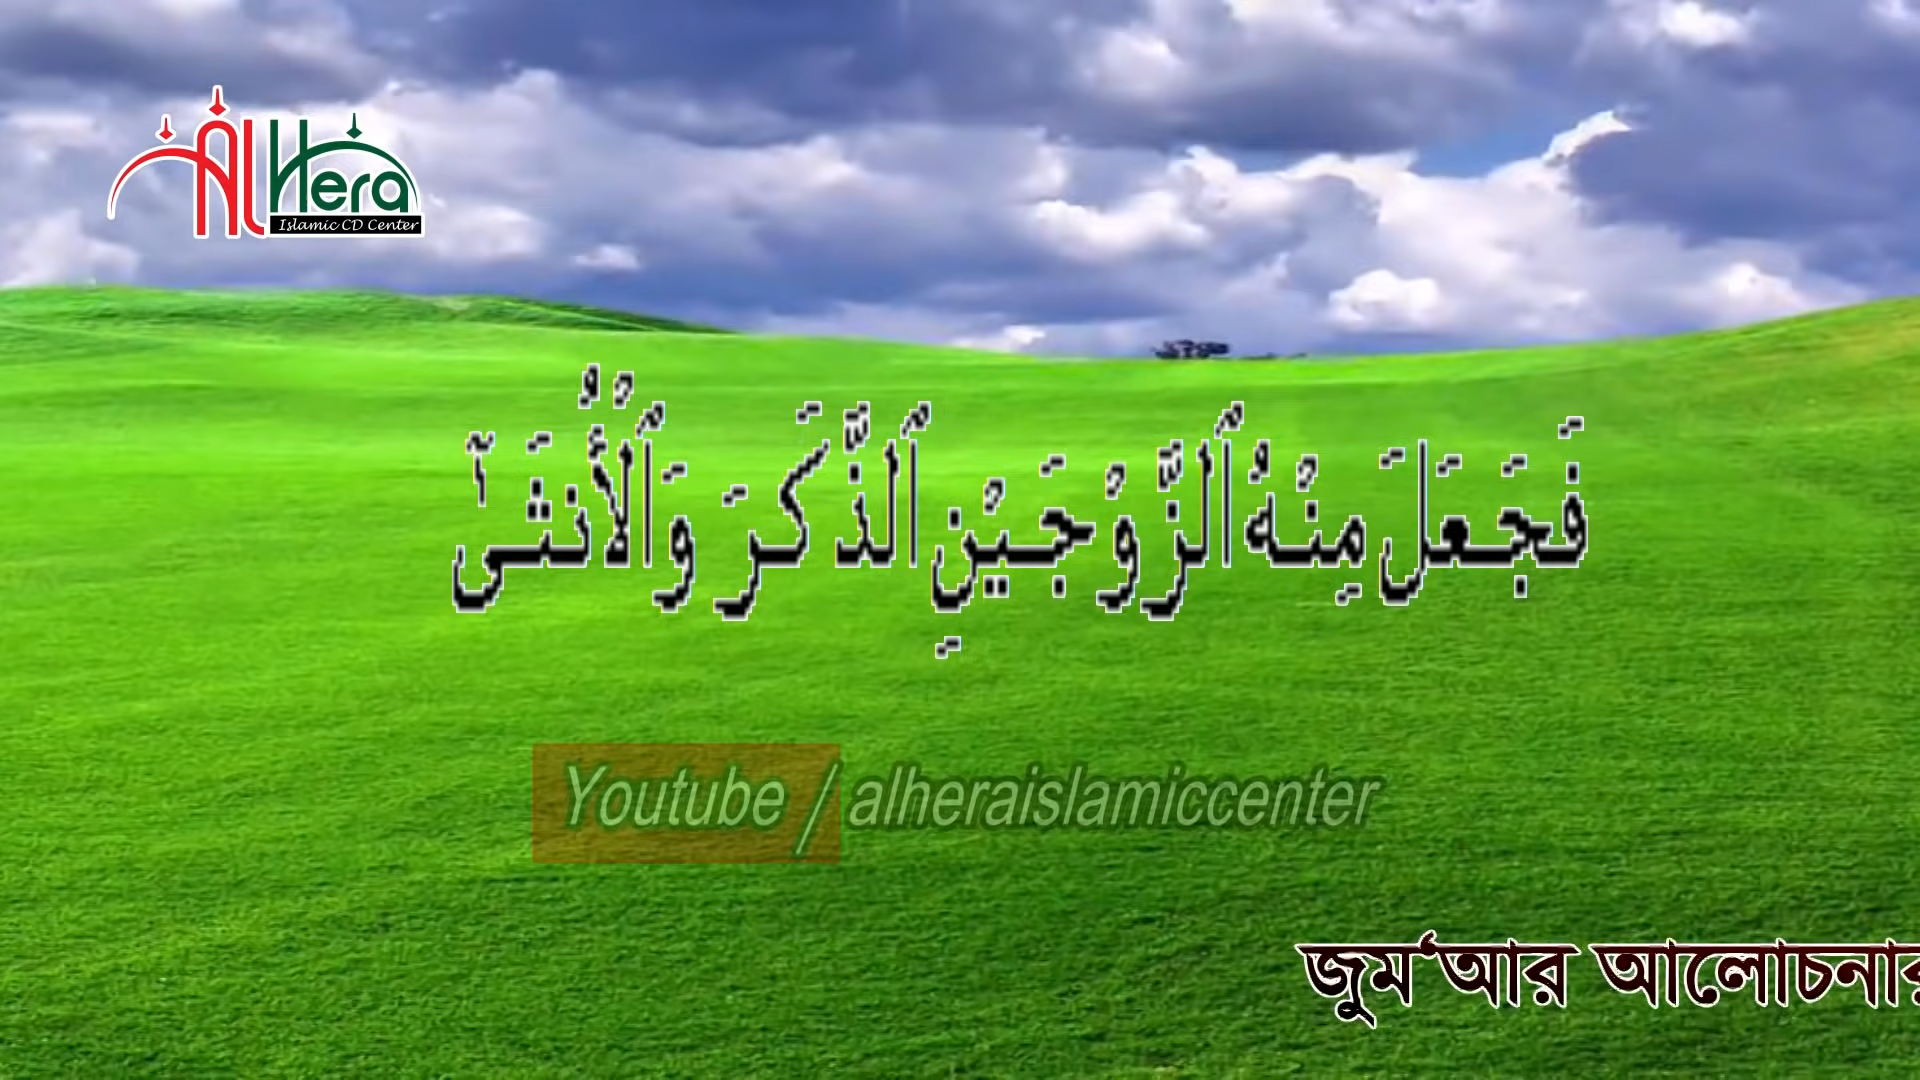 AlHera
Islamic CD Center
فَجَعَلَ مِنْهُ ٱلزَّوْجَيْنِ ٱلذَّكَرَ وَٱلْأُنثَىٰٓ
Youtube / alheraislamiccenter
জুম‘আর আলোচনার